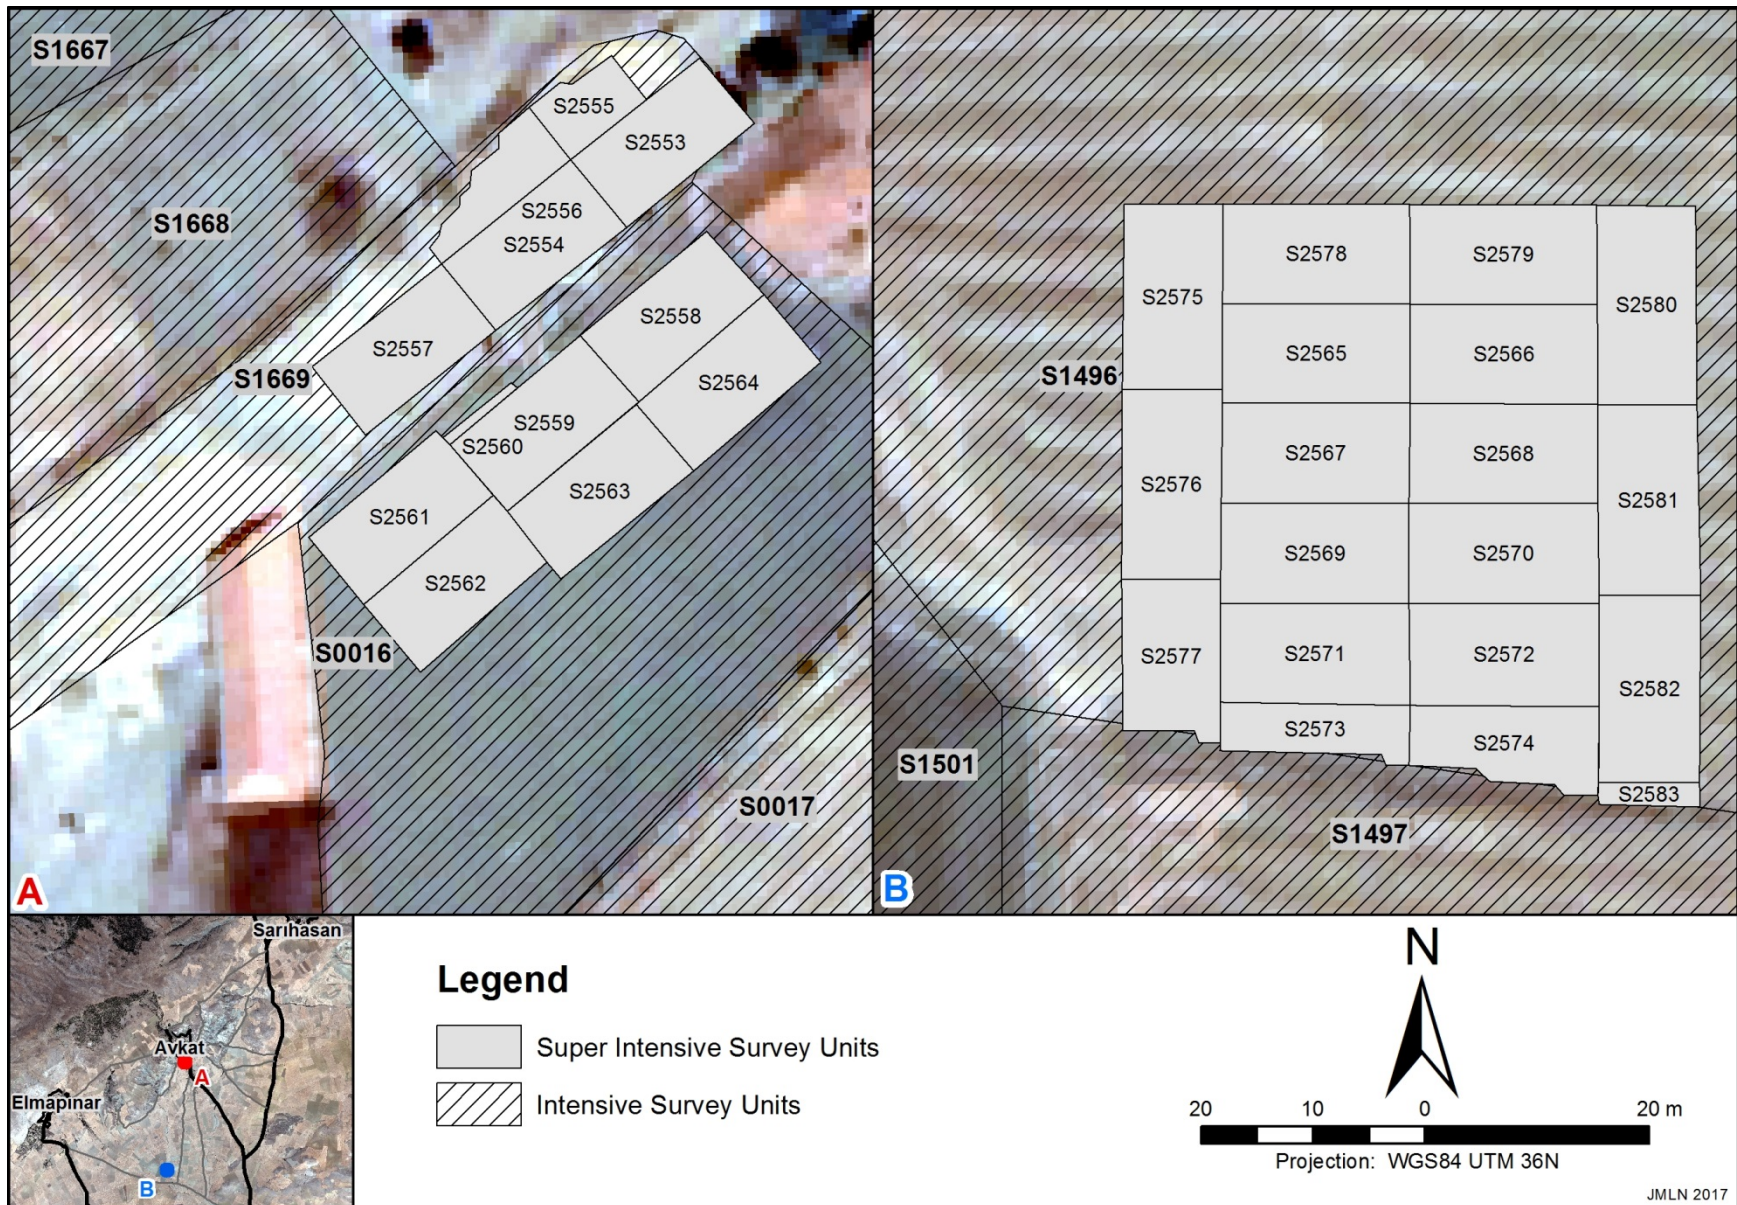 S1667
S2555
S2553
S1668
S2556
S2554
S2558
S2557
S1669
S2564
S2559
S2560
S2563
S2561
S2562
S0016
S0017
A
S2578
S2579
S2575
S2580
S2565
S2566
S1496
S2567
S2568
S2576
S2581
S2569
S2570
S2577
S2571
S2572
S2582
S2573
S2574
S1501
S2583
S1497
B
Sarıhasan
Avkat
A
Elmapınar
B
Legend
Super Intensive Survey Units
Intensive Survey Units
N
20 10 0 20 m
Projection: WGS84 UTM 36N
JMLN 2017